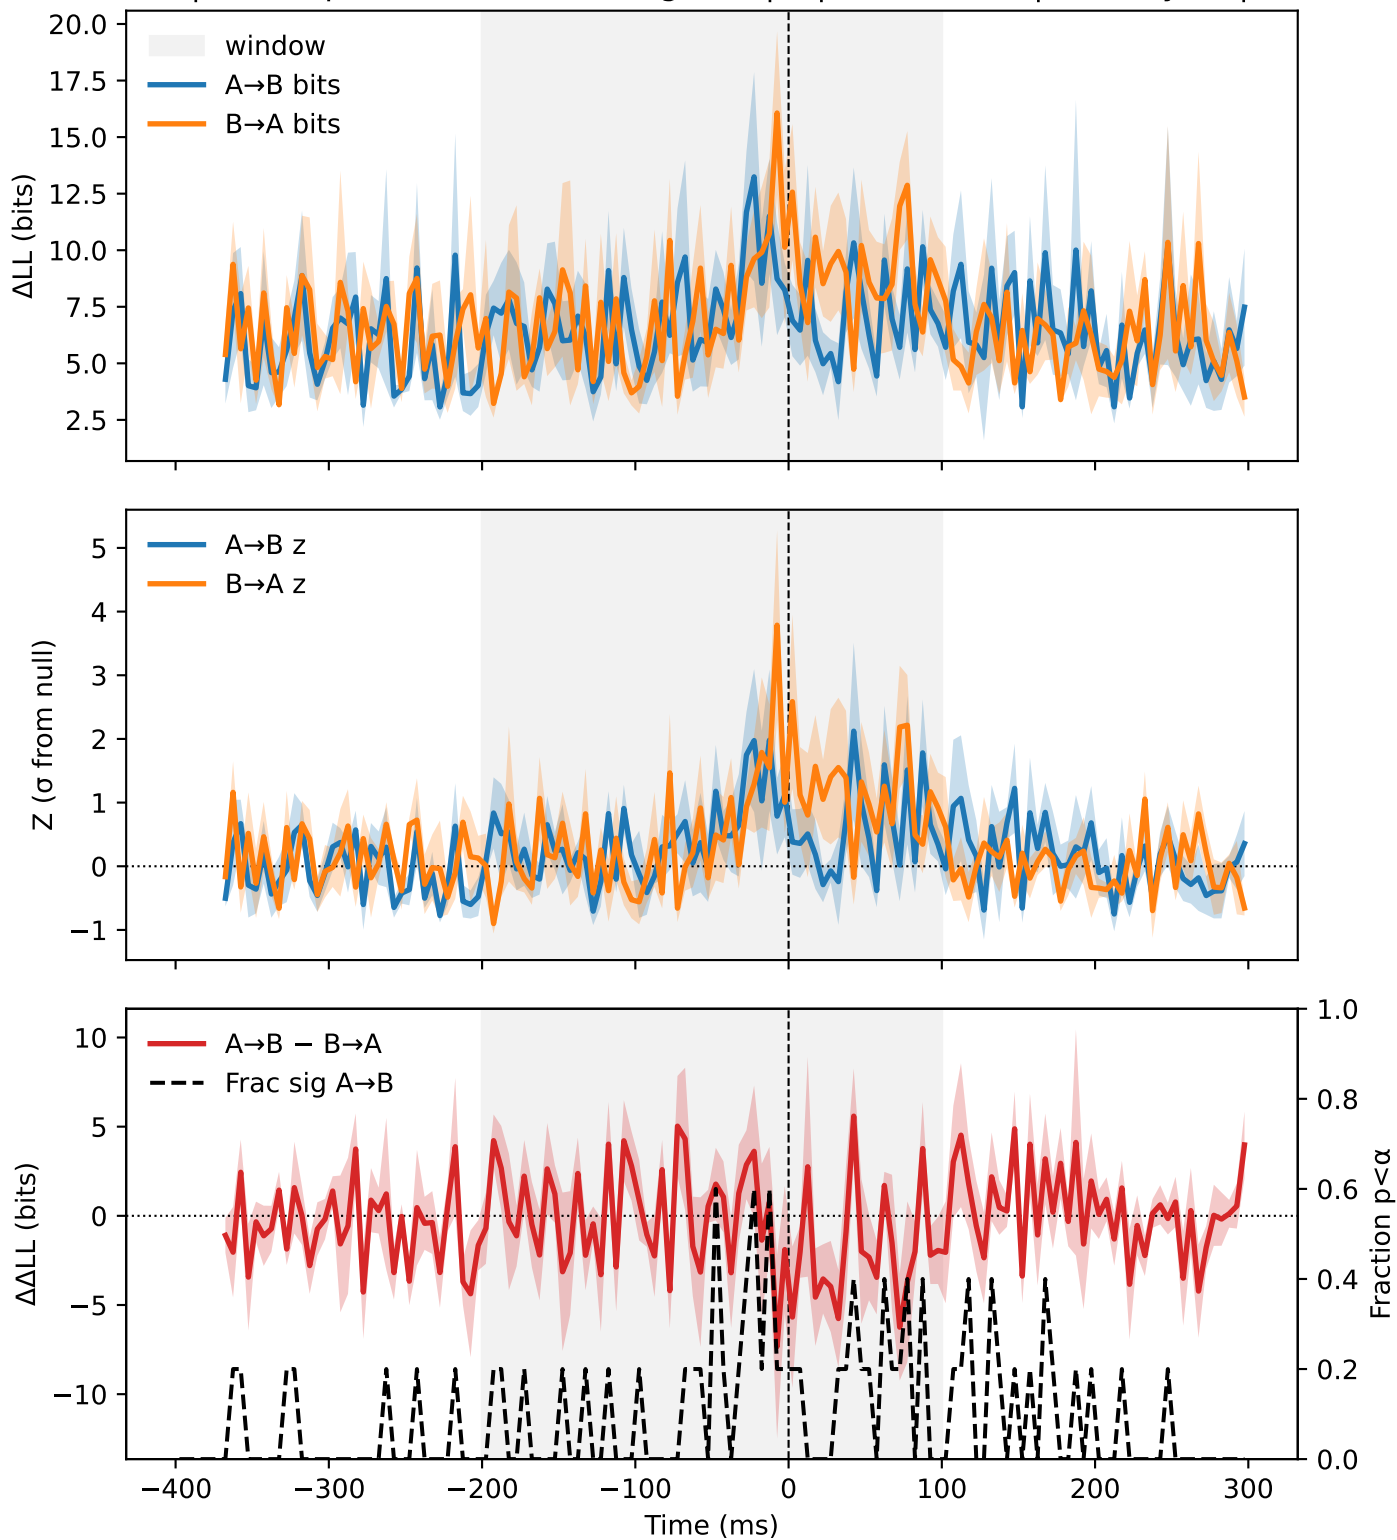 20.0
17.5
15.0
12.5
10.0
7.5
5.0
2.5
ΔLL (bits)
window
A→B bits
B→A bits
5
4
3
2
1
0
−1
Z (σ from null)
A→B z
B→A z
10
5
0
−5
−10
ΔΔLL (bits)
A→B − B→A
Frac sig A→B
1.0
0.8
0.6
0.4
0.2
0.0
Fraction p<α
−400 −300 −200 −100 0 100 200 300
Time (ms)